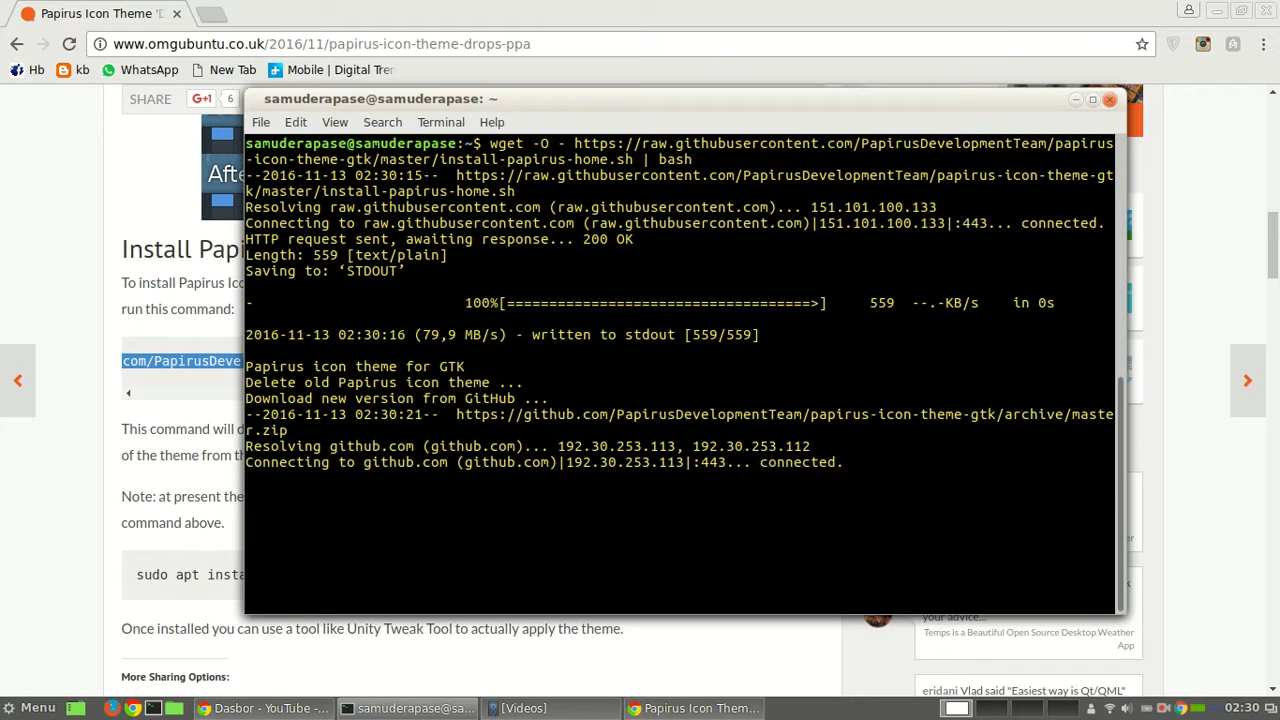 Papirus Icon Theme 'D
www.omgubuntu.co.uk/2016/11/papirus-icon-theme-drops-ppa
Hb
kb
WhatsApp
New Tab
Mobile | Digital Tren
SHARE
G+1
6
Afte
Install Papi
To install Papirus Ico
run this command:
com/PapirusDeve
This command will d
of the theme from th
Note: at present the
command above.
sudo apt insta
Once installed you can use a tool like Unity Tweak Tool to actually apply the theme.
More Sharing Options:
samuderapase@samuderapase: ~
File Edit View Search Terminal Help
samuderapase@samuderapase:~$ wget -O - https://raw.githubusercontent.com/PapirusDevelopmentTeam/papirus
-icon-theme-gtk/master/install-papirus-home.sh | bash
--2016-11-13 02:30:15-- https://raw.githubusercontent.com/PapirusDevelopmentTeam/papirus-icon-theme-gt
k/master/install-papirus-home.sh
Resolving raw.githubusercontent.com (raw.githubusercontent.com)... 151.101.100.133
Connecting to raw.githubusercontent.com (raw.githubusercontent.com)|151.101.100.133|:443... connected.
HTTP request sent, awaiting response... 200 OK
Length: 559 [text/plain]
Saving to: ‘STDOUT’
- 100%[====================================>] 559 --.-KB/s in 0s
2016-11-13 02:30:16 (79,9 MB/s) - written to stdout [559/559]
Papirus icon theme for GTK
Delete old Papirus icon theme ...
Download new version from GitHub ...
--2016-11-13 02:30:21-- https://github.com/PapirusDevelopmentTeam/papirus-icon-theme-gtk/archive/maste
r.zip
Resolving github.com (github.com)... 192.30.253.113, 192.30.253.112
Connecting to github.com (github.com)|192.30.253.113|:443... connected.
your advice...
Temps is a Beautiful Open Source Desktop Weather
App
eridani Vlad said "Easiest way is Qt/QML"
Menu
Dasbor - YouTube -...
samuderapase@sa...
[Videos]
Papirus Icon Them...
02:30